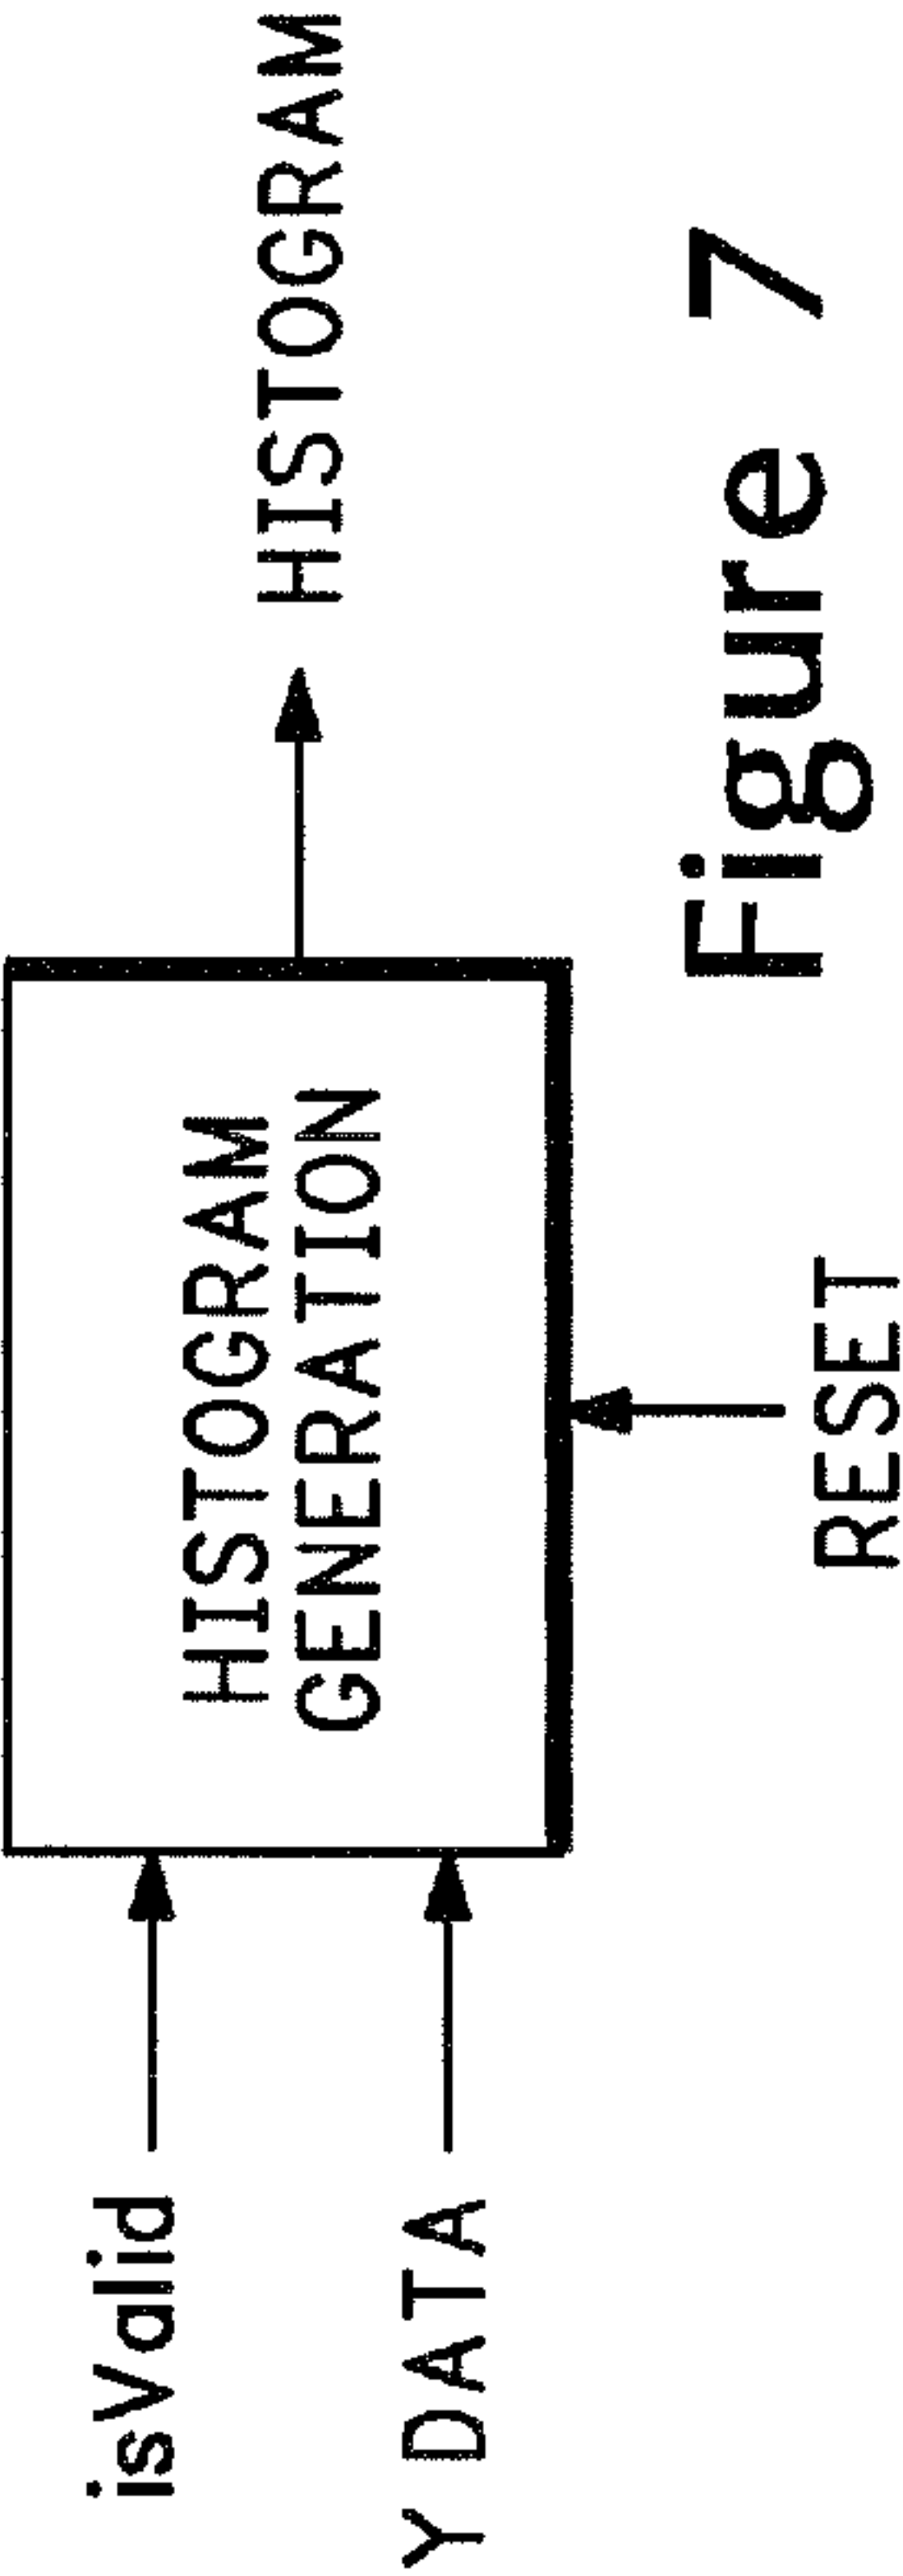 isValid
Y DATA
HISTOGRAM
GENERATION
HISTOGRAM
RESET
Figure 7